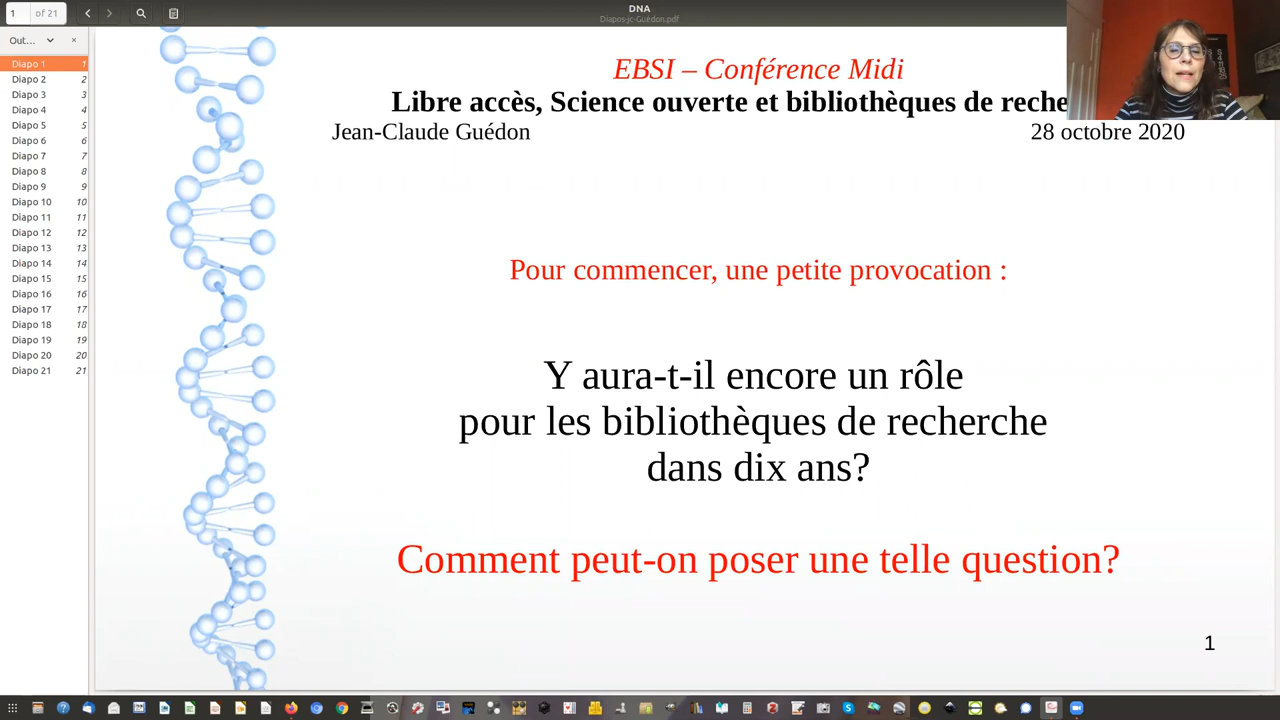 1 of 21
DNA
Diapos-jc-Guédon.pdf
Out...
Diapo 1 1
Diapo 2 2
Diapo 3 3
Diapo 4 4
Diapo 5 5
Diapo 6 6
Diapo 7 7
Diapo 8 8
Diapo 9 9
Diapo 10 10
Diapo 11 11
Diapo 12 12
Diapo 13 13
Diapo 14 14
Diapo 15 15
Diapo 16 16
Diapo 17 17
Diapo 18 18
Diapo 19 19
Diapo 20 20
Diapo 21 21
EBSI – Conférence Midi
Libre accès, Science ouverte et bibliothèques de reche
Jean-Claude Guédon 28 octobre 2020
Pour commencer, une petite provocation :
Y aura-t-il encore un rôle
pour les bibliothèques de recherche
dans dix ans?
Comment peut-on poser une telle question?
1